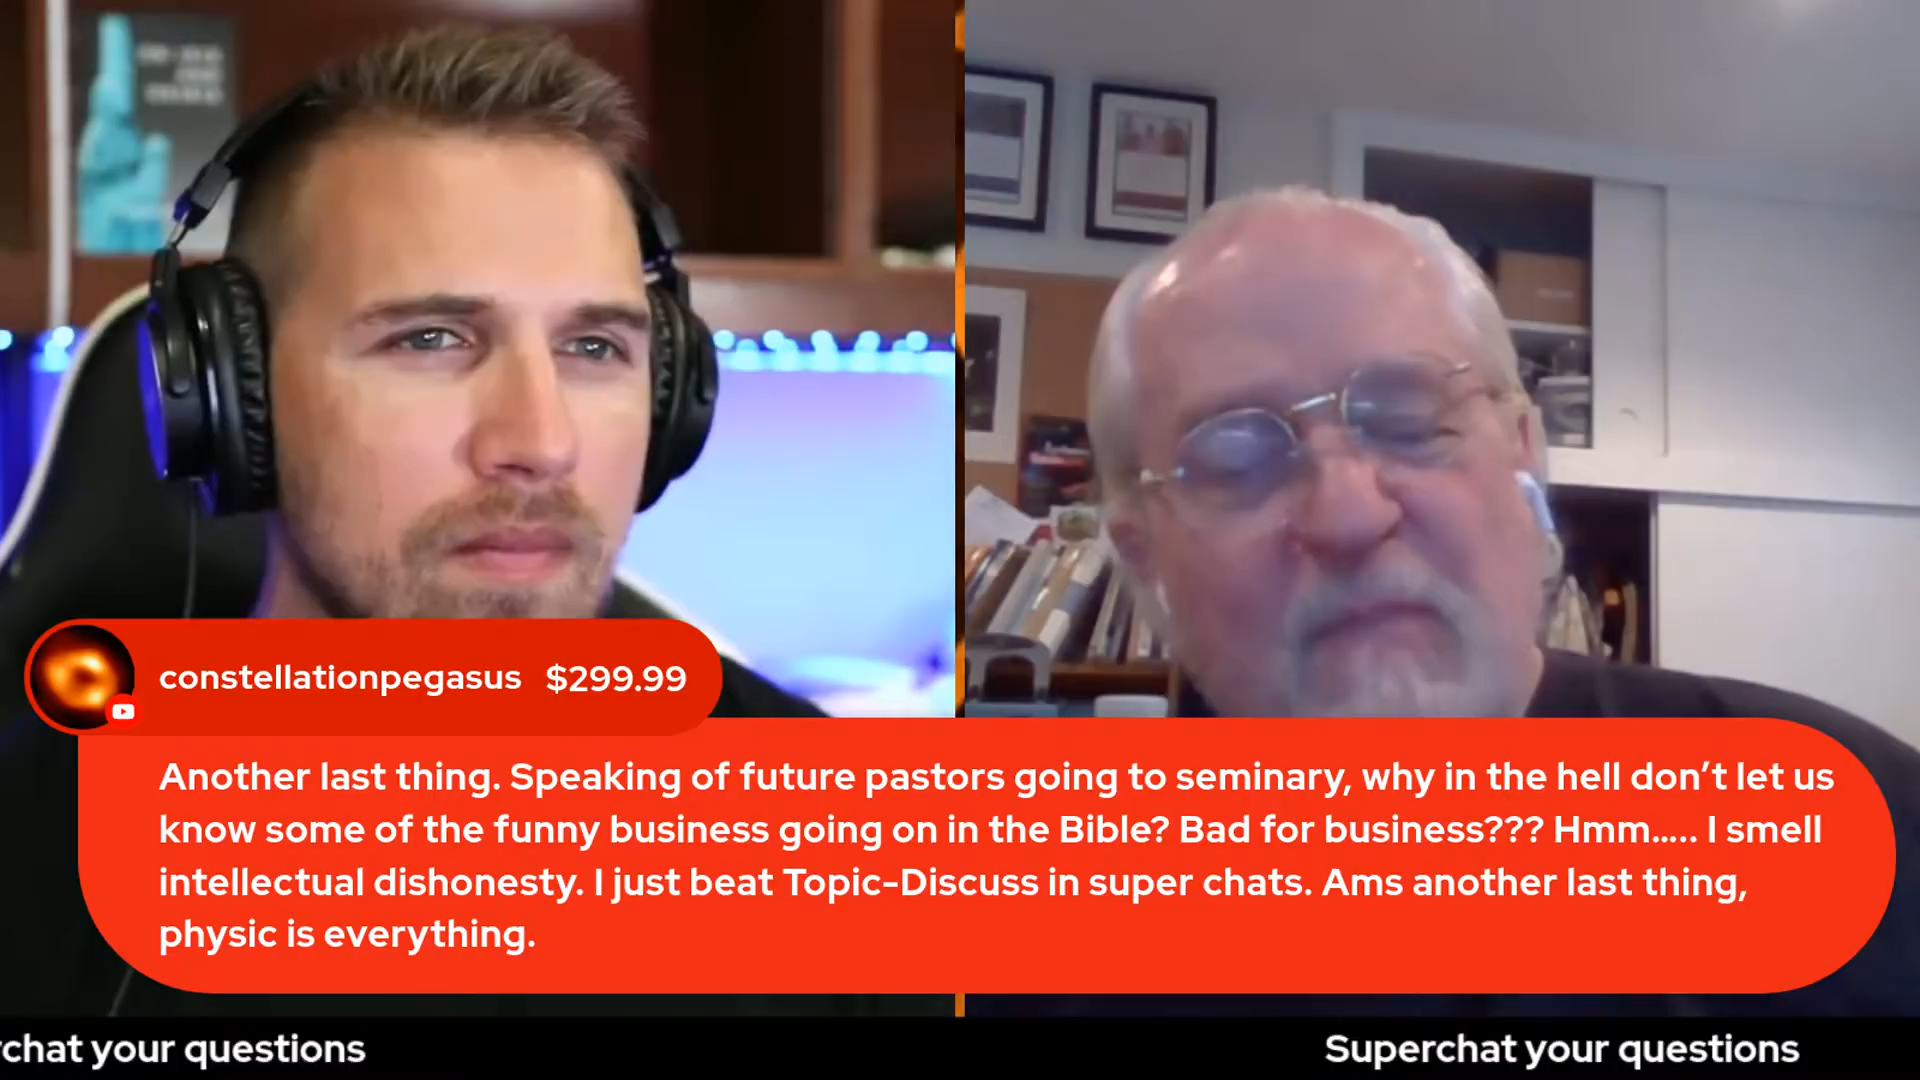 constellationpegasus $299.99
Another last thing. Speaking of future pastors going to seminary, why in the hell don’t let us
know some of the funny business going on in the Bible? Bad for business??? Hmm..... I smell
intellectual dishonesty. I just beat Topic-Discuss in super chats. Ams another last thing,
physic is everything.
rchat your questions
Superchat your questions